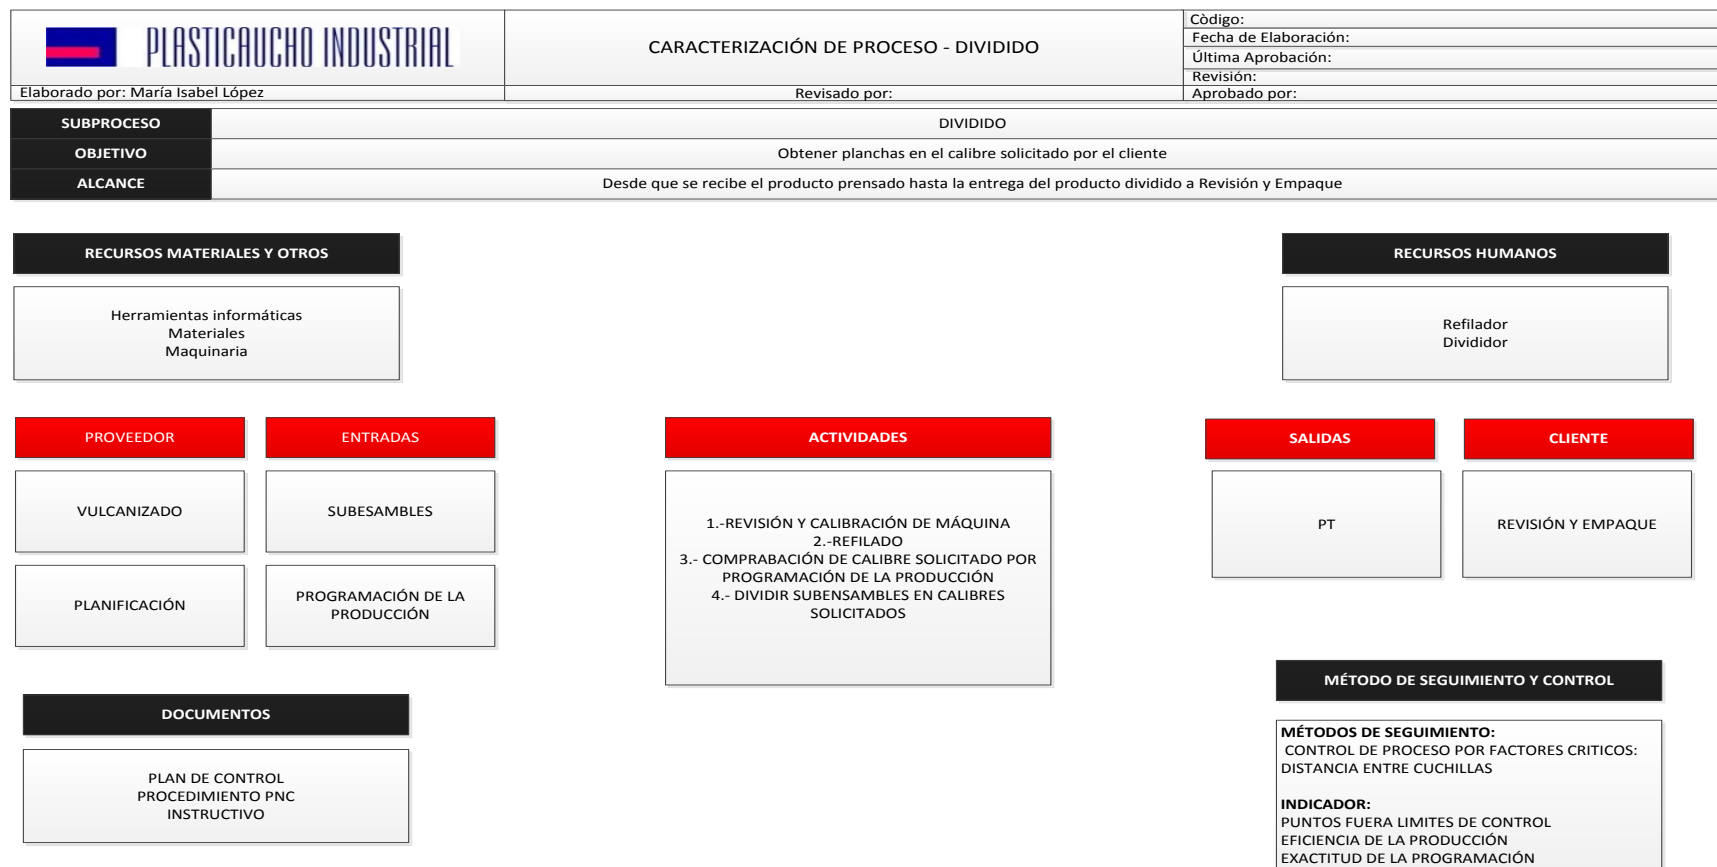 PLASTICAUCHO INDUSTRIAL
CARACTERIZACIÓN DE PROCESO - DIVIDIDO
Còdigo:
Fecha de Elaboración:
Última Aprobación:
Revisión:
Elaborado por: María Isabel López
Revisado por:
Aprobado por:
SUBPROCESO
DIVIDIDO
OBJETIVO
Obtener planchas en el calibre solicitado por el cliente
ALCANCE
Desde que se recibe el producto prensado hasta la entrega del producto dividido a Revisión y Empaque
RECURSOS MATERIALES Y OTROS
Herramientas informáticas
Materiales
Maquinaria
RECURSOS HUMANOS
Refilador
Divididor
PROVEEDOR
VULCANIZADO
PLANIFICACIÓN
ENTRADAS
SUBESAMBLES
PROGRAMACIÓN DE LA
PRODUCCIÓN
ACTIVIDADES
1.-REVISIÓN Y CALIBRACIÓN DE MÁQUINA
2.-REFILADO
3.- COMPRABACIÓN DE CALIBRE SOLICITADO POR
PROGRAMACIÓN DE LA PRODUCCIÓN
4.- DIVIDIR SUBENSAMBLES EN CALIBRES
SOLICITADOS
SALIDAS
PT
CLIENTE
REVISIÓN Y EMPAQUE
DOCUMENTOS
PLAN DE CONTROL
PROCEDIMIENTO PNC
INSTRUCTIVO
MÉTODO DE SEGUIMIENTO Y CONTROL
MÉTODOS DE SEGUIMIENTO:
CONTROL DE PROCESO POR FACTORES CRITICOS:
DISTANCIA ENTRE CUCHILLAS
INDICADOR:
PUNTOS FUERA LIMITES DE CONTROL
EFICIENCIA DE LA PRODUCCIÓN
EXACTITUD DE LA PROGRAMACIÓN